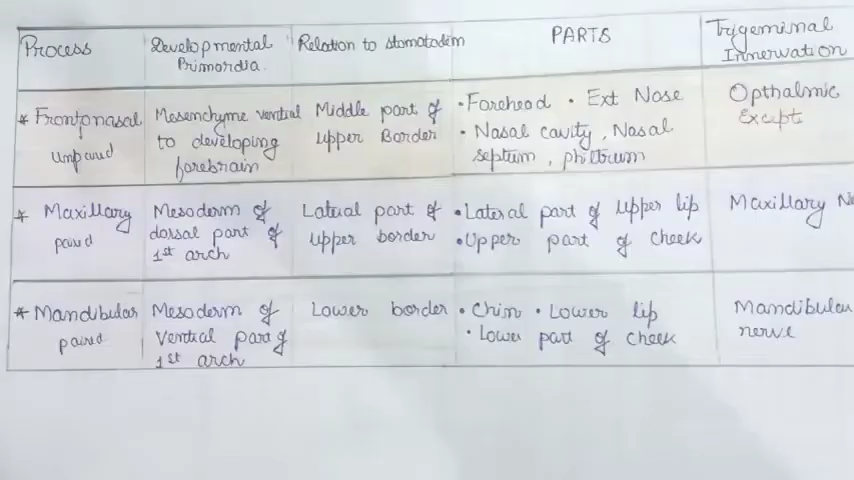 Process
Developmental
Primordia.
Relation to stomatodem
PARTS
Trigeminal
Innervation
* Frontonasal
unpaired
Mesenchyme ventral
to developing
forebrain
Middle part of
upper Border
• Forehead • Ext Nose
• Nasal cavity, Nasal
septum, philtrum
Opthalmic
Except
* Maxillary
paired
Mesoderm of
dorsal part of
1st arch
Lateral part of
upper border
• Lateral part of upper lip
• Upper part of cheek
Maxillary Ne
* Mandibular
paired
Mesoderm of
Ventral part of
1st arch
Lower border
• Chin • Lower lip
• Lower part of cheek
Mandibular
nerve